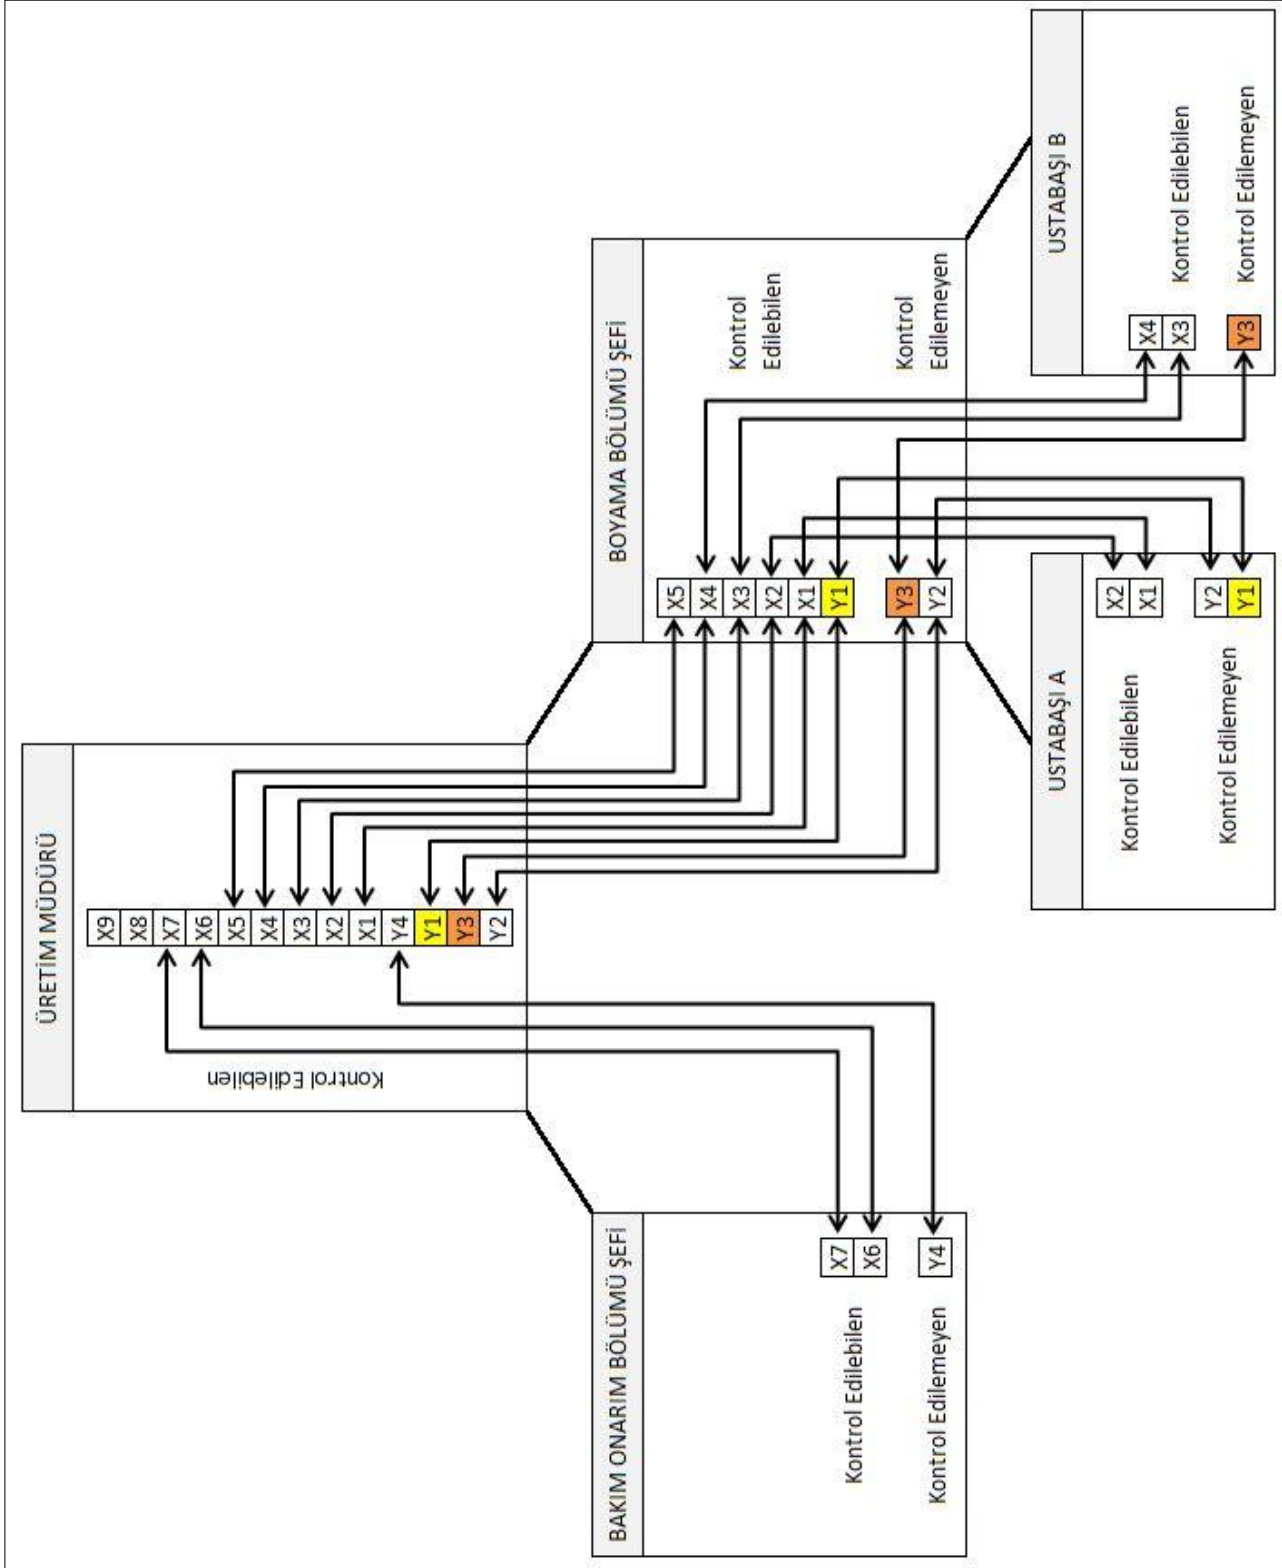 ÜRETİM MÜDÜRÜ
Kontrol Edilebilen
X9
X8
X7
X6
X5
X4
X3
X2
X1
Y4
Y1
Y3
Y2
BAKIM ONARIM BÖLÜMÜ ŞEFİ
Kontrol Edilebilen
X7
X6
Kontrol Edilemeyen
Y4
BOYAMA BÖLÜMÜ ŞEFİ
X5
X4
X3
X2
X1
Y1
Kontrol
Edilebilen
Y3
Y2
Kontrol
Edilemeyen
USTABAŞI A
Kontrol Edilebilen
X2
X1
Kontrol Edilemeyen
Y2
Y1
USTABAŞI B
X4
X3
Kontrol Edilebilen
Y3
Kontrol Edilemeyen